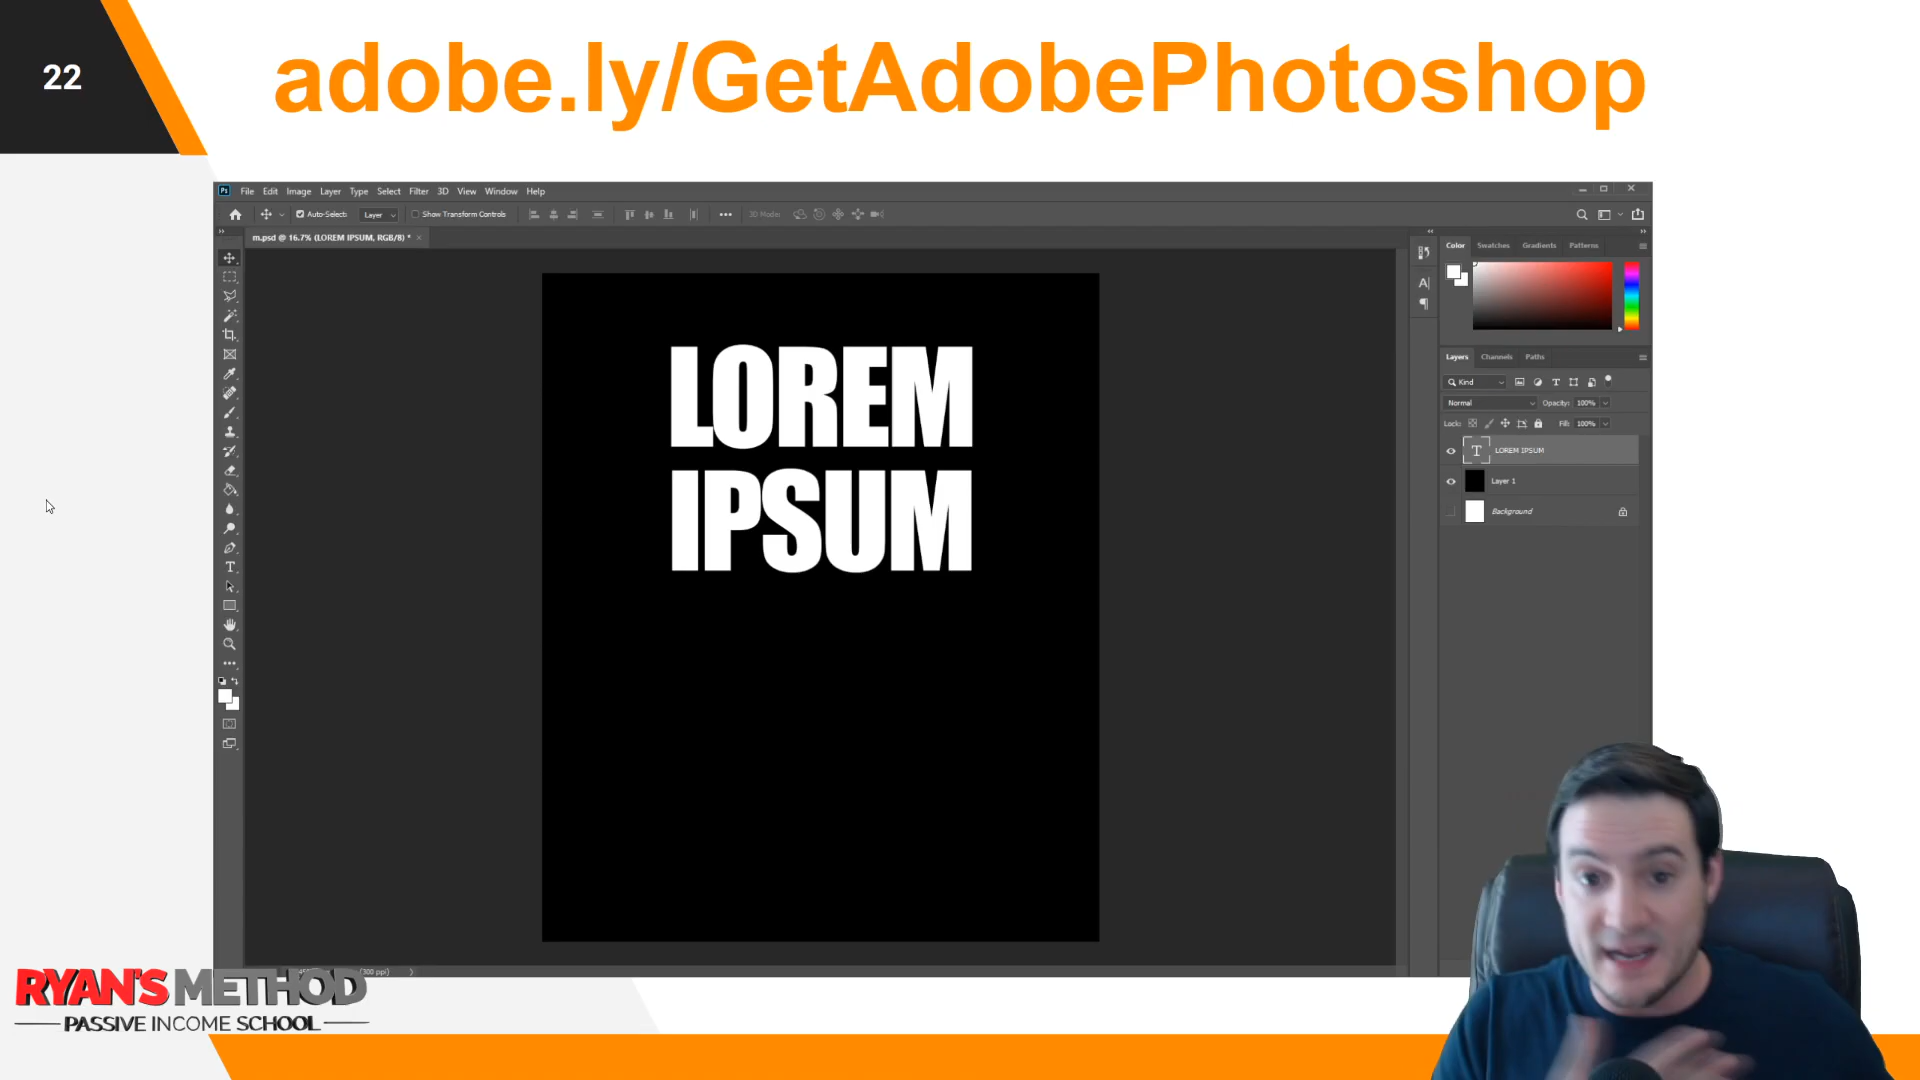 22
adobe.ly/GetAdobePhotoshop
Ps File Edit Image Layer Type Select Filter 3D View Window Help
Auto-Select: Layer Show Transform Controls ••• 3D Mode:
m.psd @ 16.7% (LOREM IPSUM, RGB/8) * ×
Color Swatches Gradients Patterns
LOREM
IPSUM
Layers Channels Paths
Kind
Normal Opacity: 100%
Lock: Fill: 100%
T LOREM IPSUM
Layer 1
Background
(300 ppi)
RYAN'S METHOD
PASSIVE INCOME SCHOOL